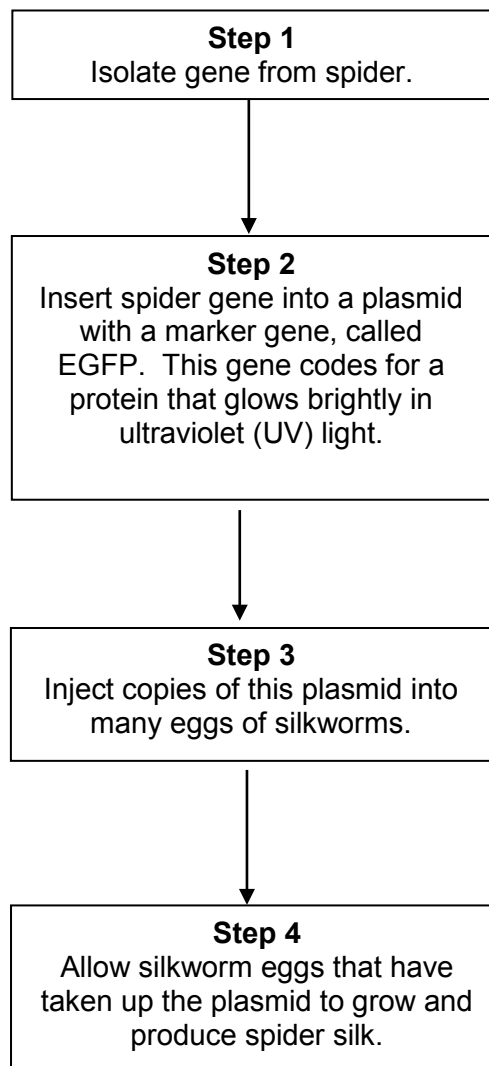 Step 1
Isolate gene from spider.
Step 2
Insert spider gene into a plasmid
with a marker gene, called
EGFP.  This gene codes for a
protein that glows brightly in
ultraviolet (UV) light.
Step 3
Inject copies of this plasmid into
many eggs of silkworms.
Step 4
Allow silkworm eggs that have
taken up the plasmid to grow and
produce spider silk.